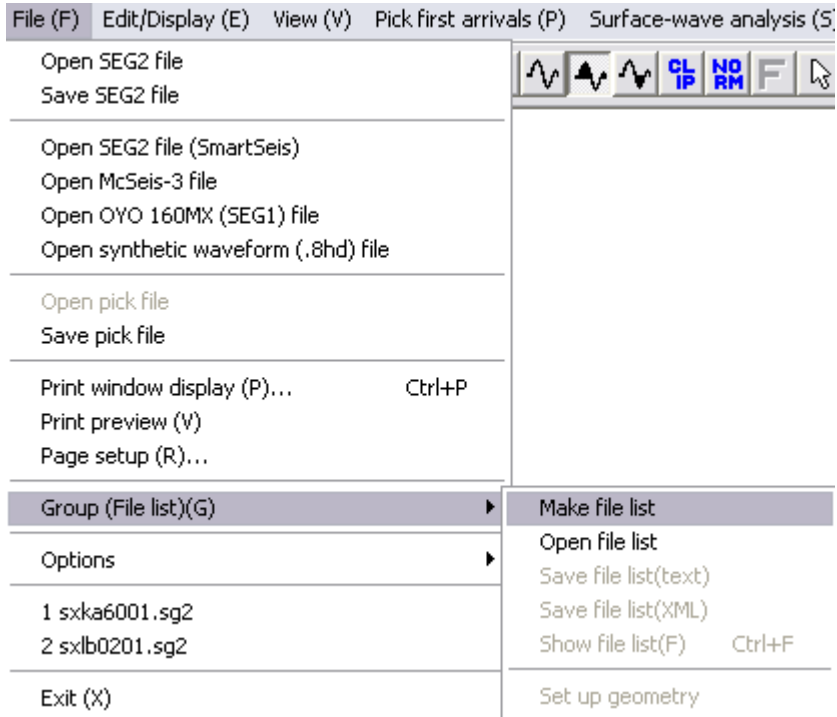 File (F) Edit/Display (E) View (V) Pick first arrivals (P) Surface-wave analysis (S)
CL IP NO RM F
Open SEG2 file
Save SEG2 file
Open SEG2 file (SmartSeis)
Open McSeis-3 file
Open OYO 160MX (SEG1) file
Open synthetic waveform (.8hd) file
Open pick file
Save pick file
Print window display (P)... Ctrl+P
Print preview (V)
Page setup (R)...
Group (File list)(G)
Options
1 sxka6001.sg2
2 sxlb0201.sg2
Exit (X)
Make file list
Open file list
Save file list(text)
Save file list(XML)
Show file list(F) Ctrl+F
Set up geometry